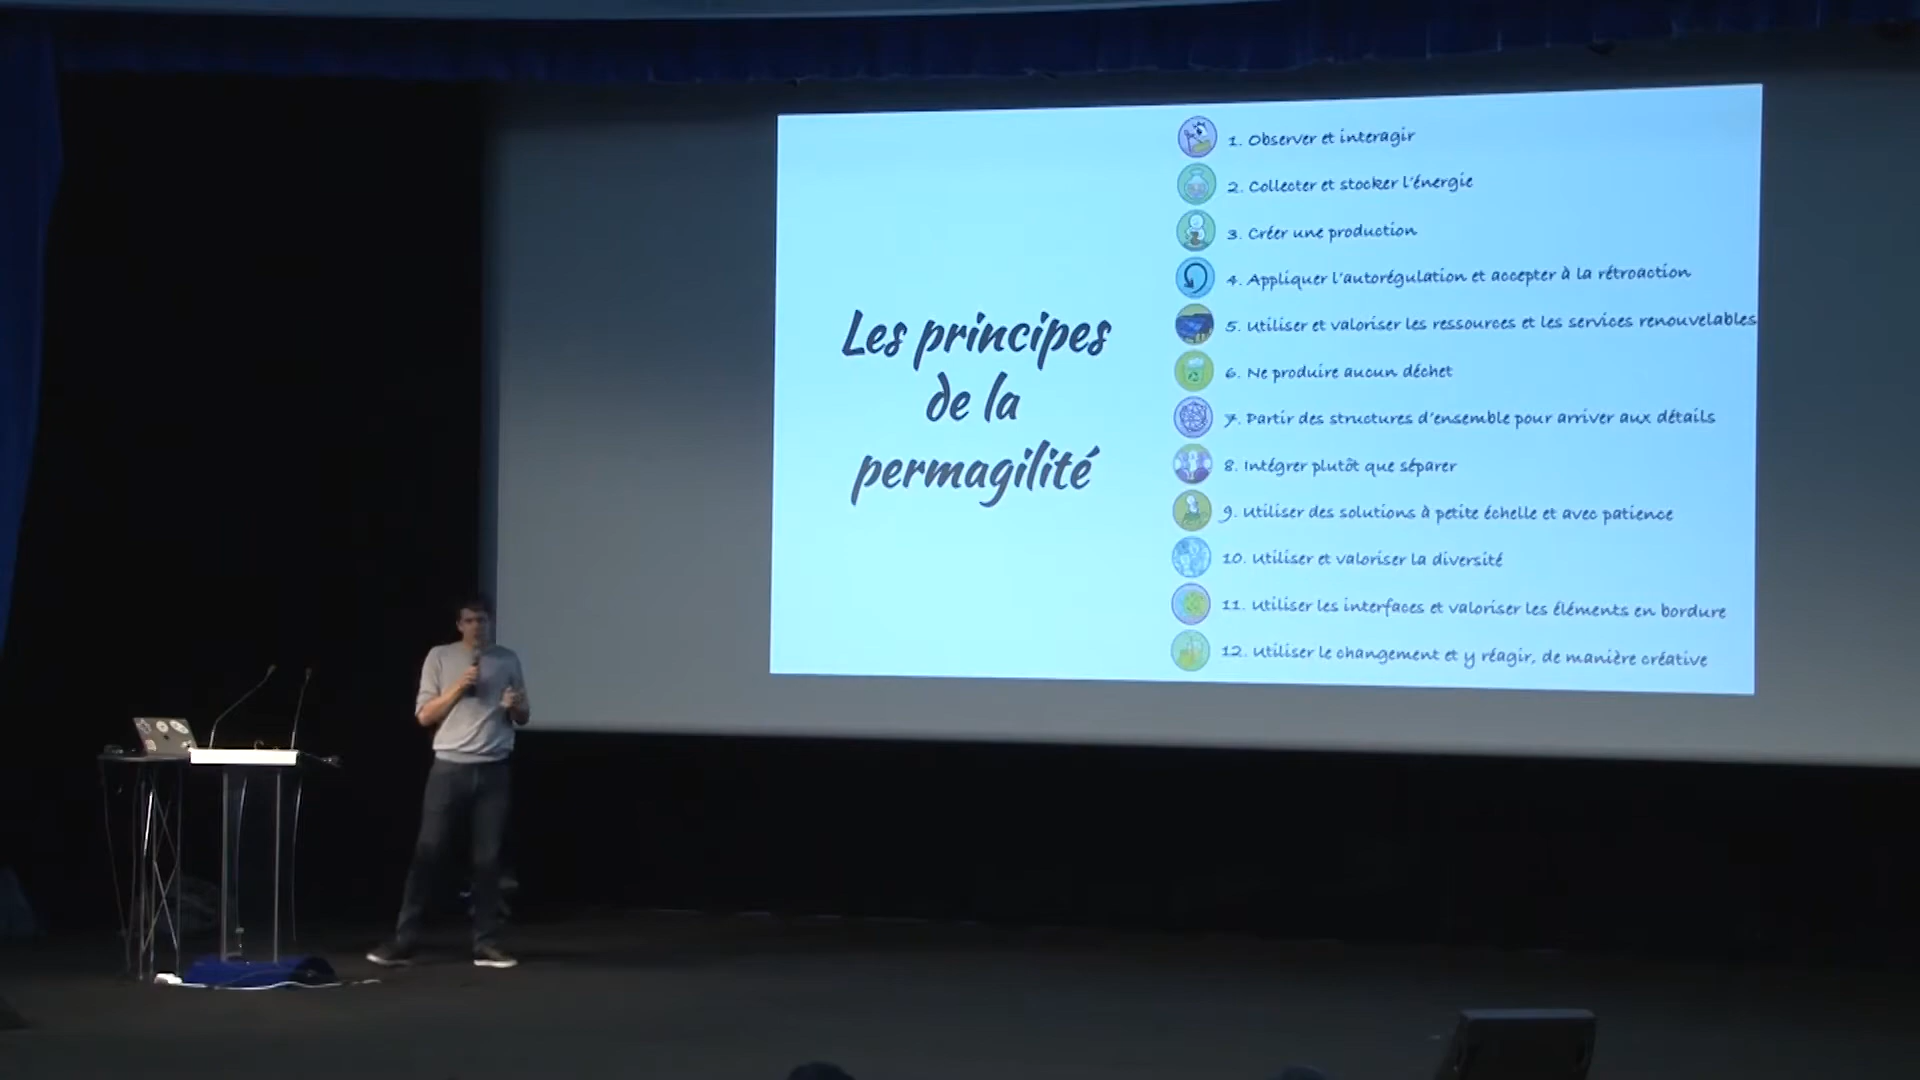 Les principes
de la
permagilité
1. Observer et interagir
2. Collecter et stocker l'énergie
3. Créer une production
4. Appliquer l'autorégulation et accepter à la rétroaction
5. Utiliser et valoriser les ressources et les services renouvelables
6. Ne produire aucun déchet
7. Partir des structures d'ensemble pour arriver aux détails
8. Intégrer plutôt que séparer
9. Utiliser des solutions à petite échelle et avec patience
10. Utiliser et valoriser la diversité
11. Utiliser les interfaces et valoriser les éléments en bordure
12. Utiliser le changement et y réagir, de manière créative